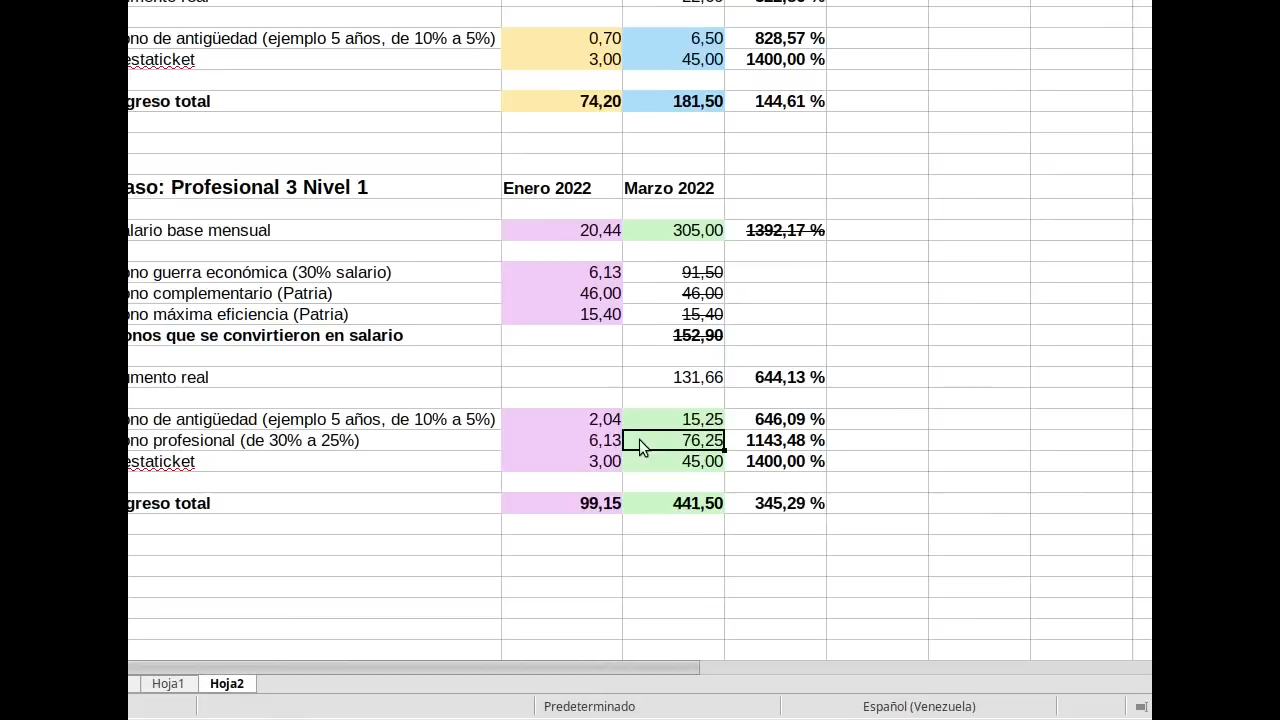 ono de antigüedad (ejemplo 5 años, de 10% a 5%) 0,70 6,50 828,57 %
estaticket 3,00 45,00 1400,00 %
greso total 74,20 181,50 144,61 %
aso: Profesional 3 Nivel 1 Enero 2022 Marzo 2022
alario base mensual 20,44 305,00 1392,17 %
ono guerra económica (30% salario) 6,13 91,50
ono complementario (Patria) 46,00 46,00
ono máxima eficiencia (Patria) 15,40 15,40
onos que se convirtieron en salario 152,90
umento real 131,66 644,13 %
ono de antigüedad (ejemplo 5 años, de 10% a 5%) 2,04 15,25 646,09 %
ono profesional (de 30% a 25%) 6,13 76,25 1143,48 %
estaticket 3,00 45,00 1400,00 %
greso total 99,15 441,50 345,29 %
Hoja1 Hoja2
Predeterminado Español (Venezuela)